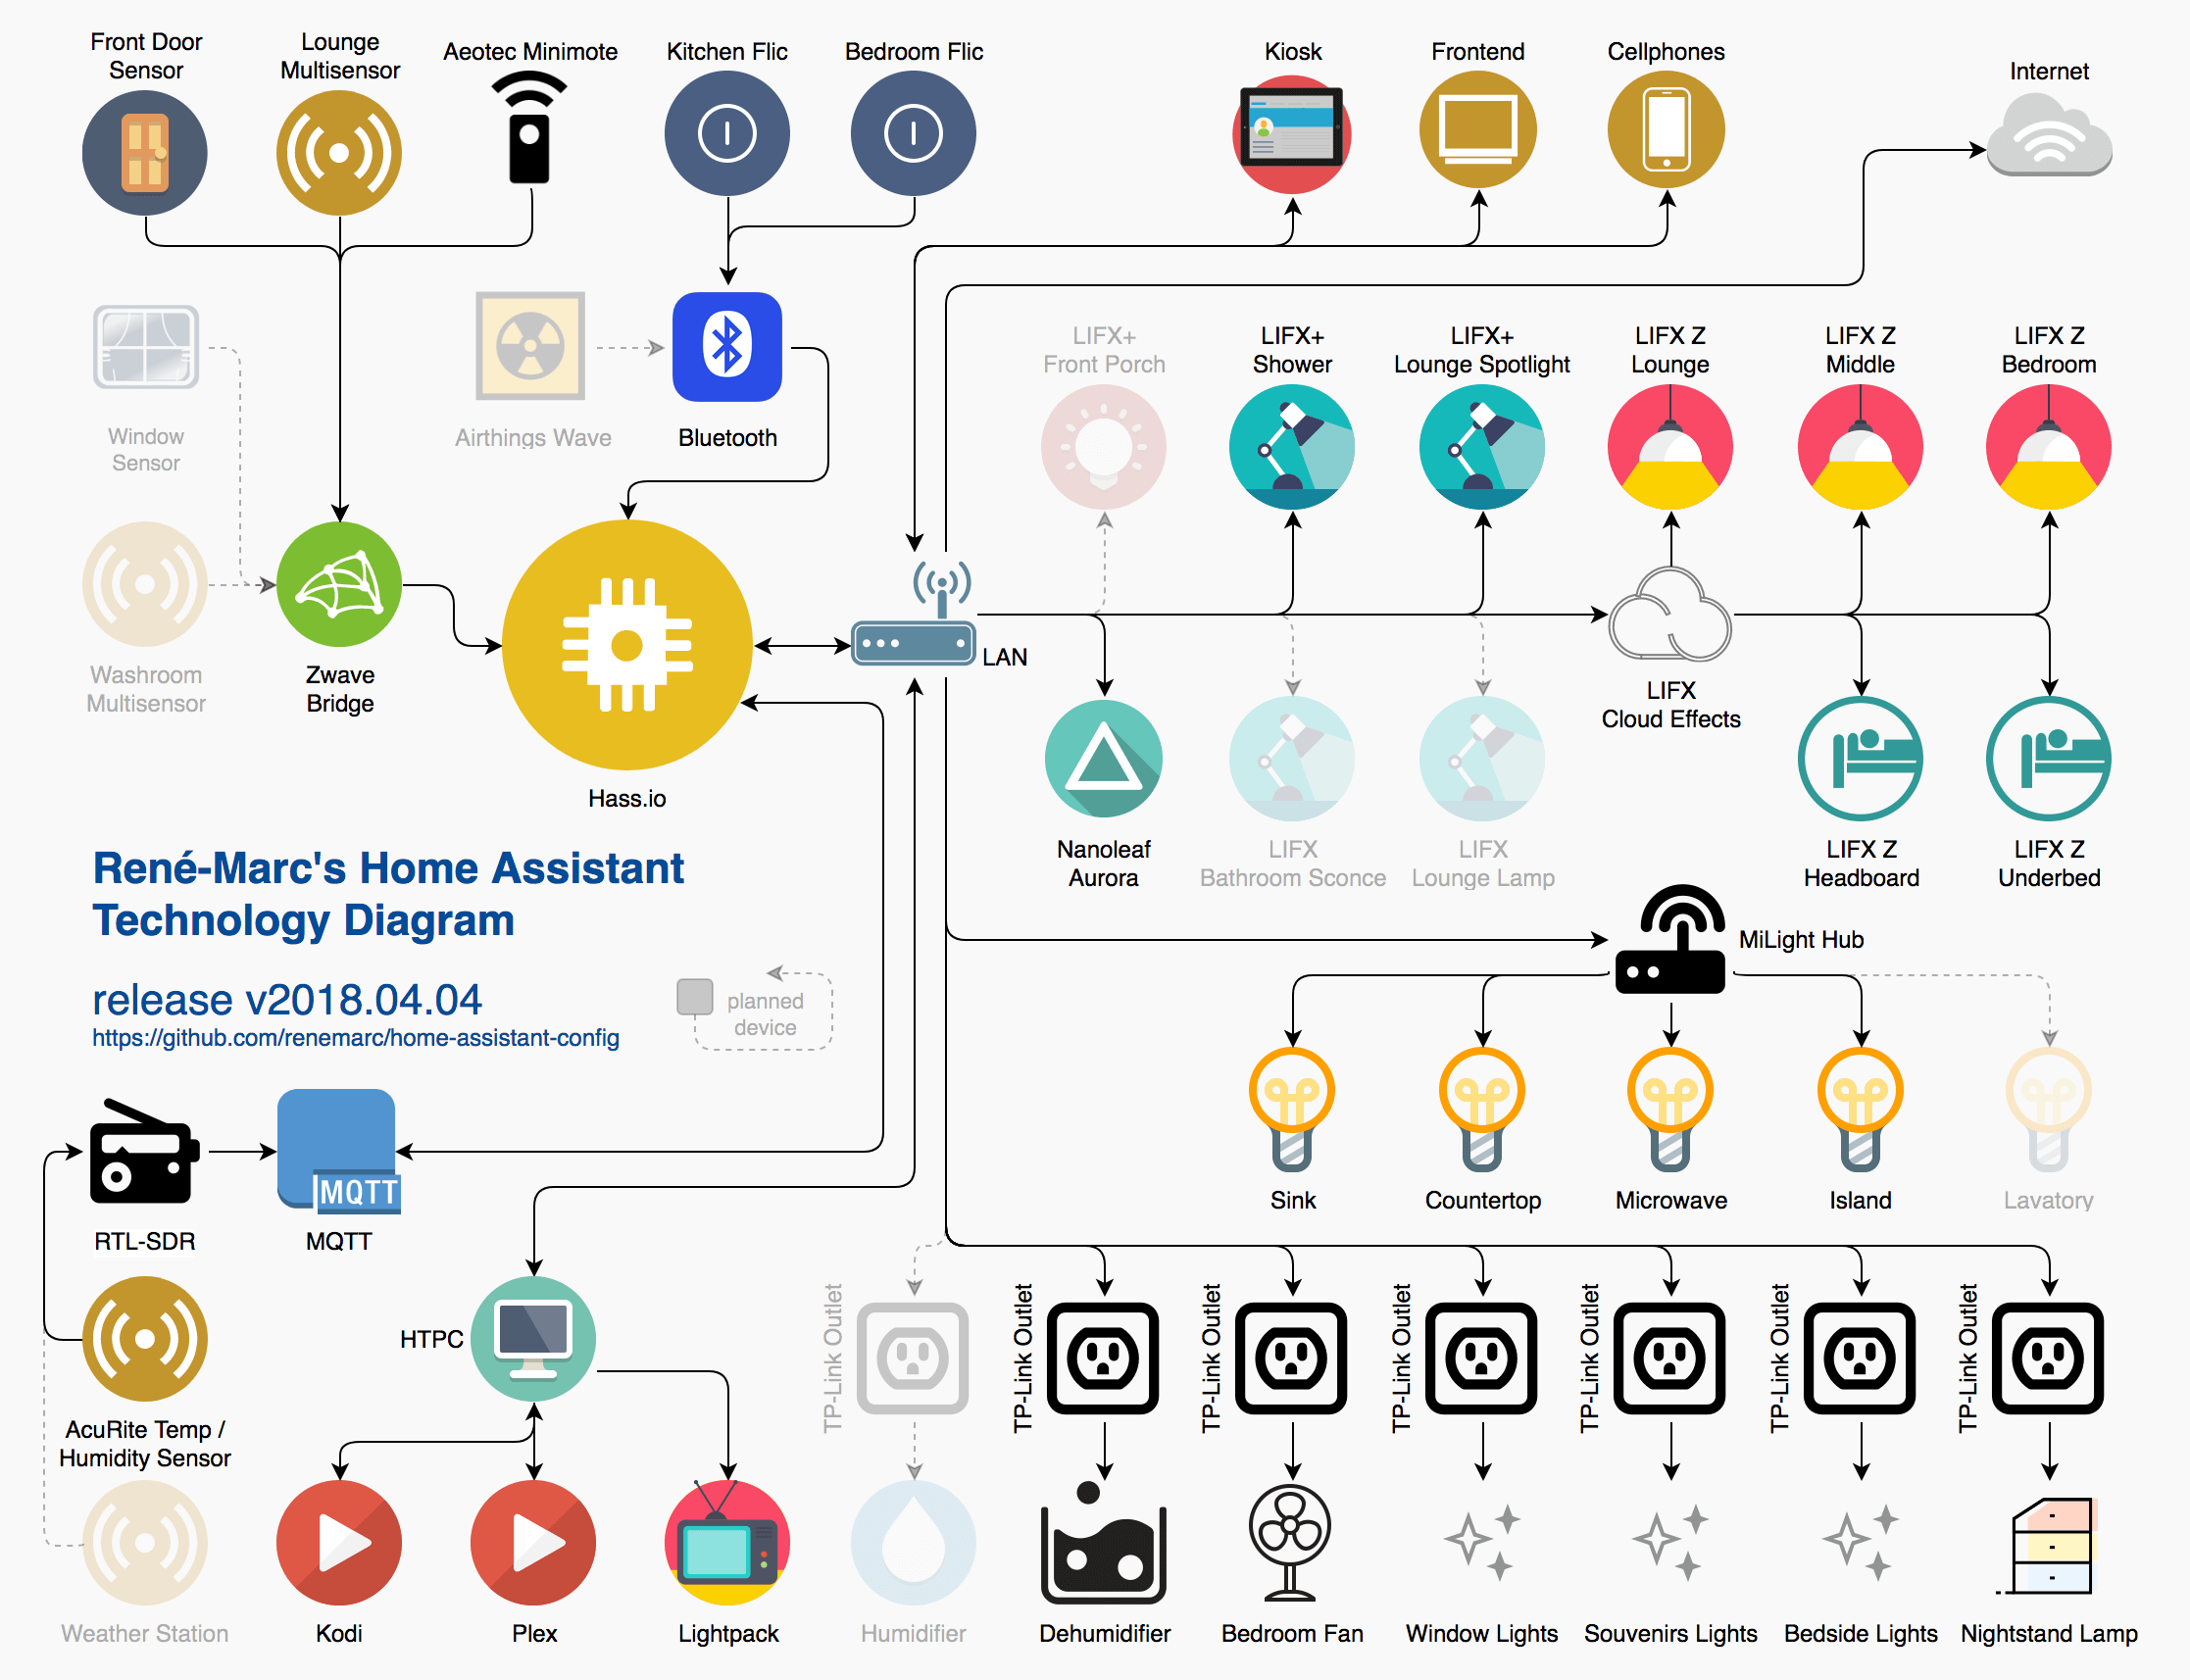 Front Door
Sensor
Lounge
Multisensor
Aeotec Minimote
Kitchen Flic
Bedroom Flic
Kiosk
Frontend
Cellphones
Internet
Window
Sensor
Airthings Wave
Bluetooth
LIFX+
Front Porch
LIFX+
Shower
LIFX+
Lounge Spotlight
LIFX Z
Lounge
LIFX Z
Middle
LIFX Z
Bedroom
Washroom
Multisensor
Zwave
Bridge
Hass.io
LAN
LIFX
Cloud Effects
Nanoleaf
Aurora
LIFX
Bathroom Sconce
LIFX
Lounge Lamp
LIFX Z
Headboard
LIFX Z
Underbed
René-Marc's Home Assistant
Technology Diagram
release v2018.04.04
https://github.com/renemarc/home-assistant-config
planned
device
MiLight Hub
Sink
Countertop
Microwave
Island
Lavatory
RTL-SDR
MQTT
MQTT
HTPC
TP-Link Outlet
TP-Link Outlet
TP-Link Outlet
TP-Link Outlet
TP-Link Outlet
TP-Link Outlet
TP-Link Outlet
AcuRite Temp /
Humidity Sensor
Weather Station
Kodi
Plex
Lightpack
Humidifier
Dehumidifier
Bedroom Fan
Window Lights
Souvenirs Lights
Bedside Lights
Nightstand Lamp